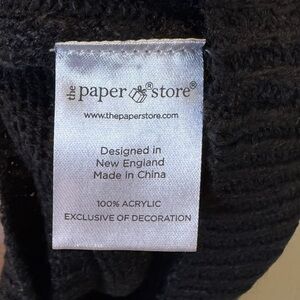 the paper store®
www.thepaperstore.com
Designed in
New England
Made in China
100% ACRYLIC
EXCLUSIVE OF DECORATION